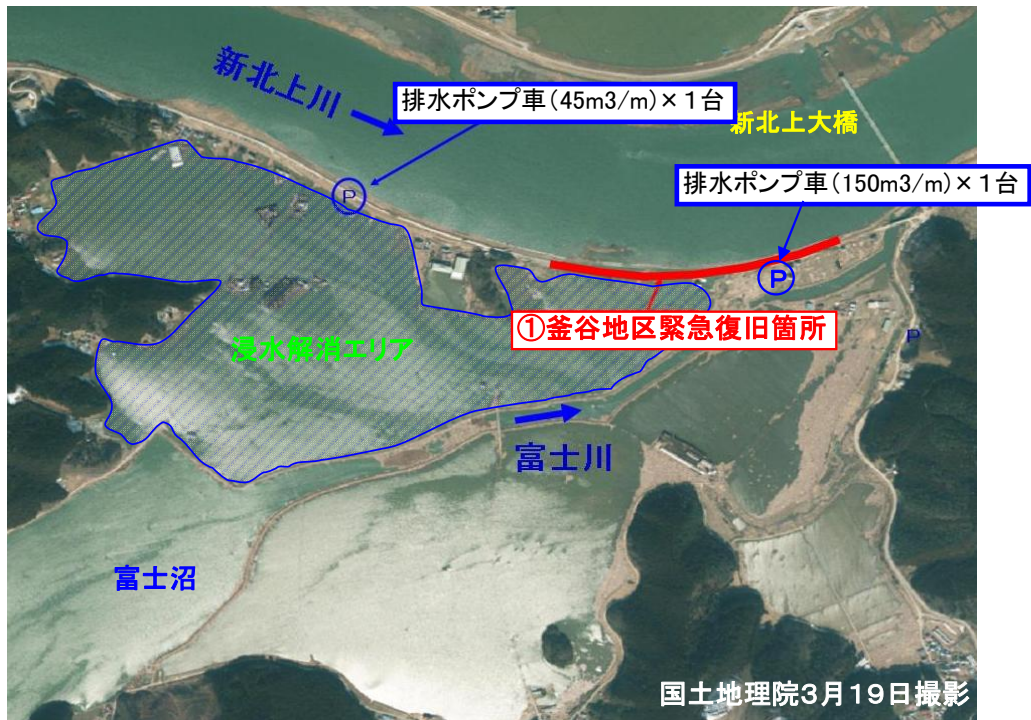 新北上川
排水ポンプ車(45m3/m)×1台
新北上大橋
排水ポンプ車(150m3/m)×1台
P
P
①釜谷地区緊急復旧箇所
P
浸水解消エリア
富士川
富士沼
国土地理院3月19日撮影